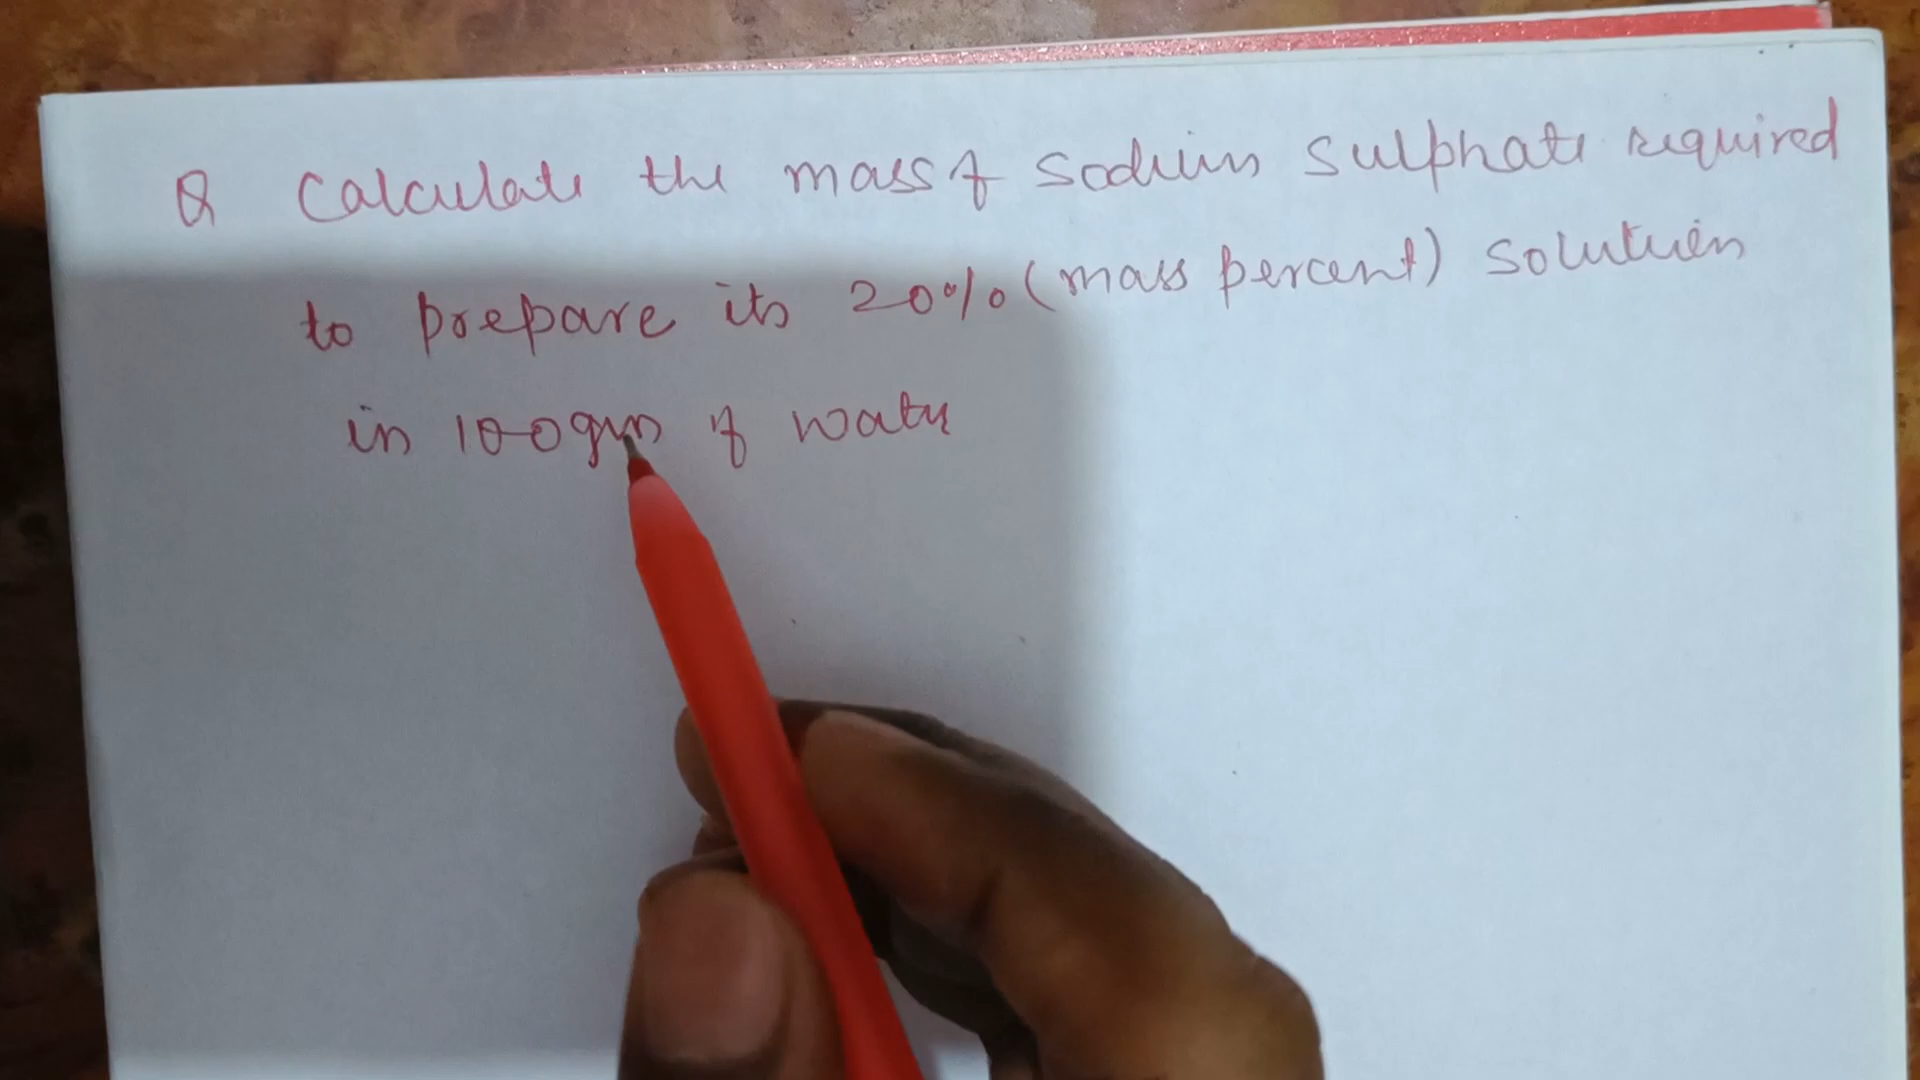 Q Calculate the mass of sodium sulphate required
to prepare its 20% (mass percent) solution
in 100gm of water